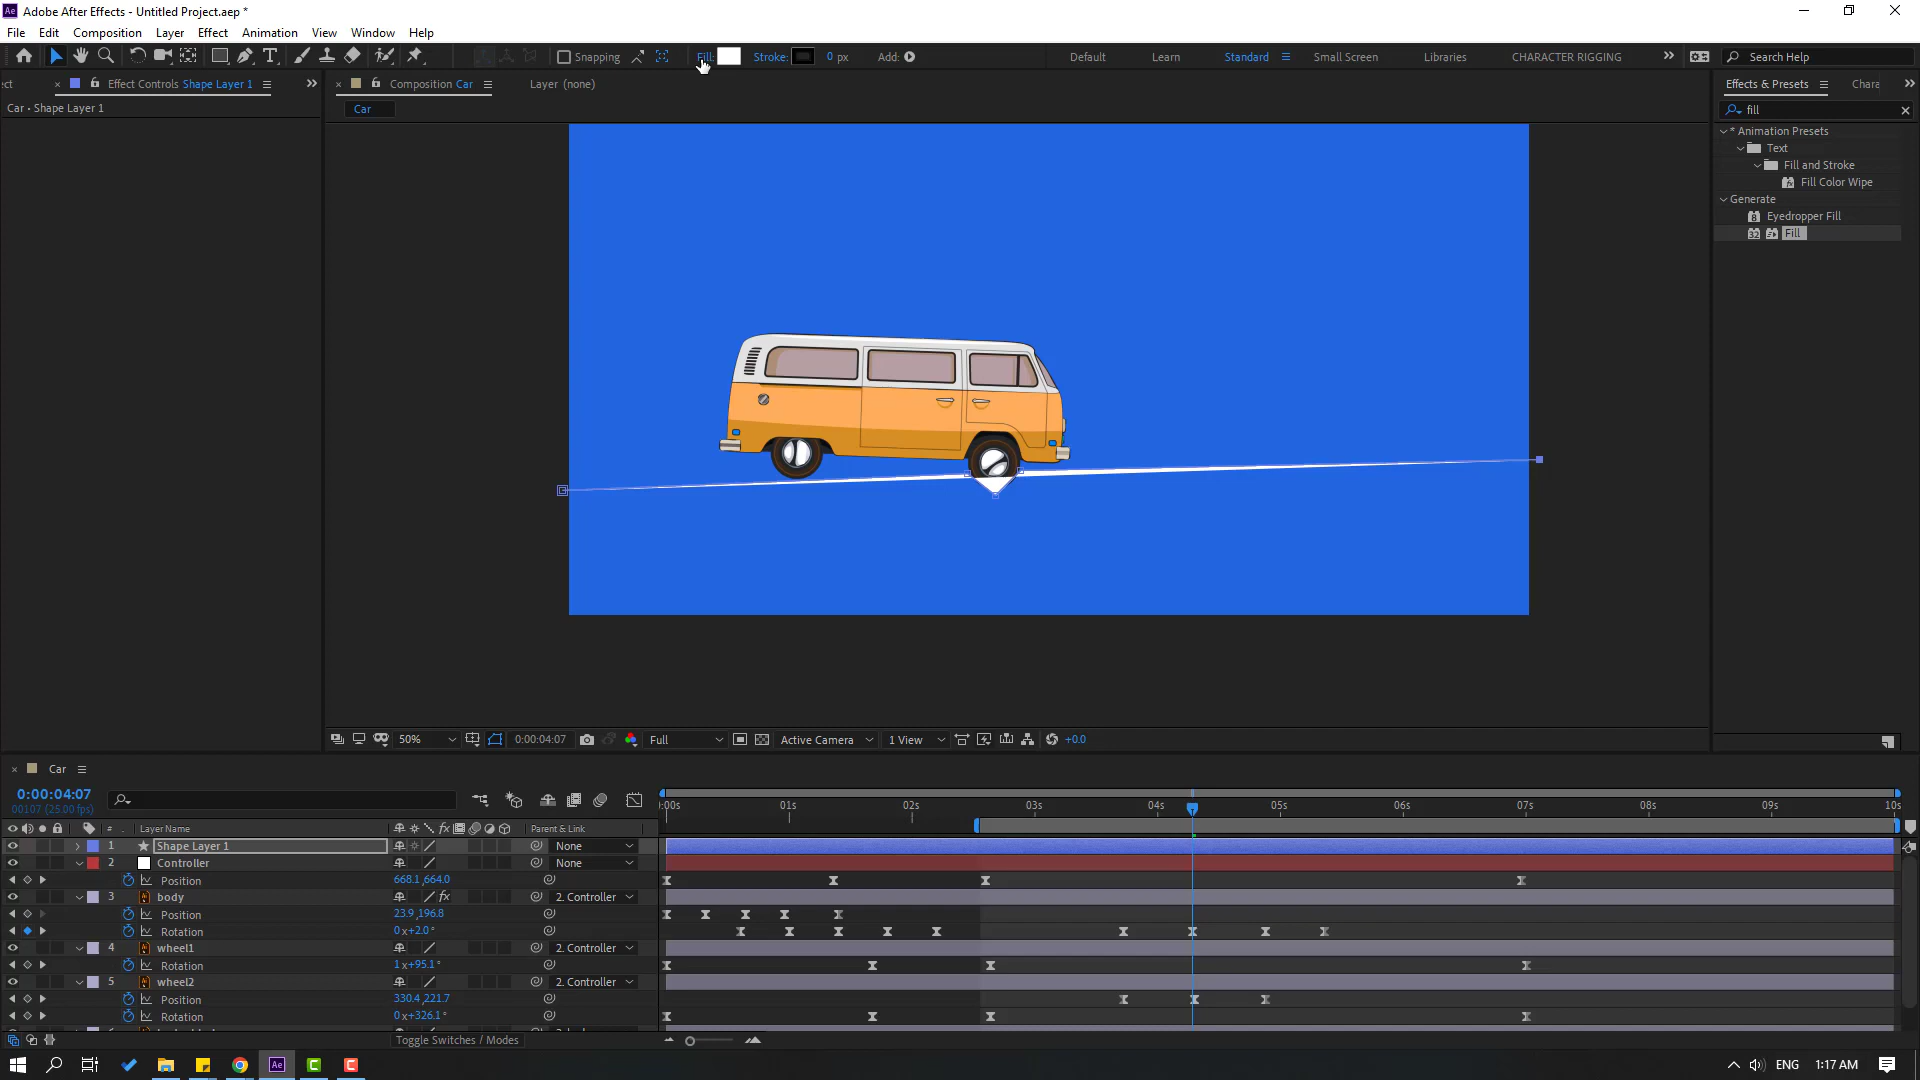 Adobe After Effects - Untitled Project.aep *
File Edit Composition Layer Effect Animation View Window Help
Snapping Fill: Stroke: 0 px Add: Default Learn Standard Small Screen Libraries CHARACTER RIGGING Search Help
ect Effect Controls Shape Layer 1 Composition Car Layer (none) Effects & Presets Chara
Car • Shape Layer 1
Car
fill
* Animation Presets
Text
Fill and Stroke
Fill Color Wipe
Generate
Eyedropper Fill
Fill
50% 0:00:04:07 Full Active Camera 1 View +0.0
Car
0:00:04:07
00107 (25.00 fps)
:00s 01s 02s 03s 04s 05s 06s 07s 08s 09s 10s
# Layer Name Parent & Link
1 Shape Layer 1 None
2 Controller None
Position 668.1,664.0
3 body 2. Controller
Position 23.9,196.8
Rotation 0x+2.0°
4 wheel1 2. Controller
Rotation 1x+95.1°
5 wheel2 2. Controller
Position 330.4,221.7
Rotation 0x+326.1°
Toggle Switches / Modes
ENG 1:17 AM